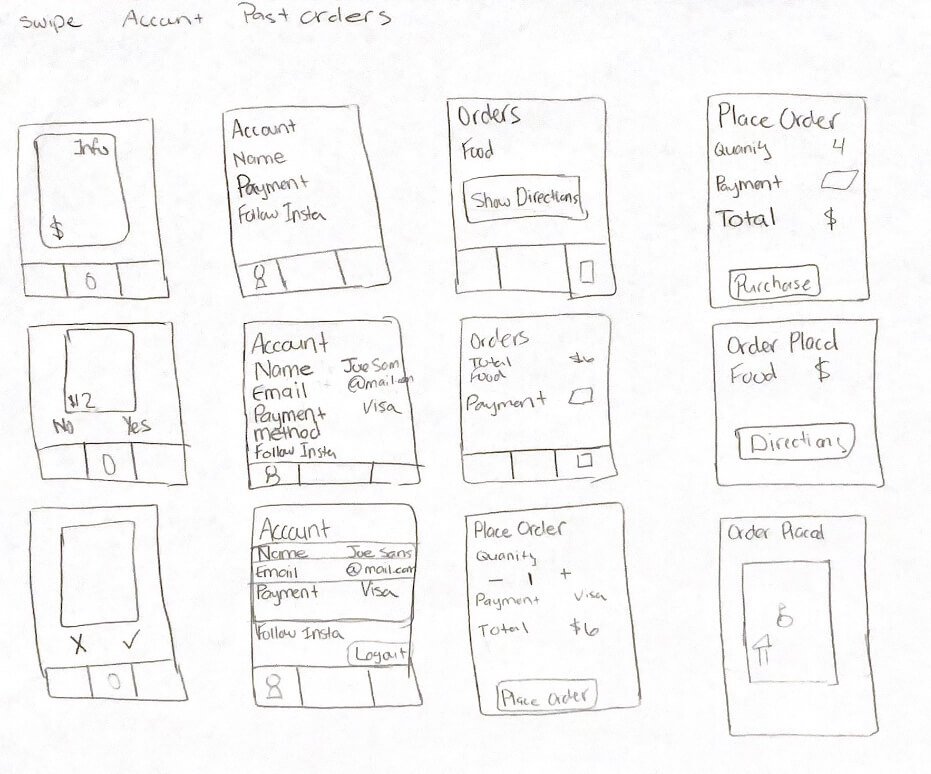 Swipe Account Past Orders
Info
$
Account
Name
Payment
Follow Insta
Orders
Food
Show Directions
Place Order
Quanity 4
Payment
Total $
Purchase
$12
No Yes
Account
Name Joe Sans
Email @mail.com
Payment Visa
method
Follow Insta
Orders
Total $6
Food
Payment
Order Placd
Food $
Directions
X ✓
Account
Name Joe Sans
Email @mail.com
Payment Visa
Follow Insta
Logout
Place Order
Quanity
- 1 +
Payment Visa
Total $6
Place Order
Order Placd